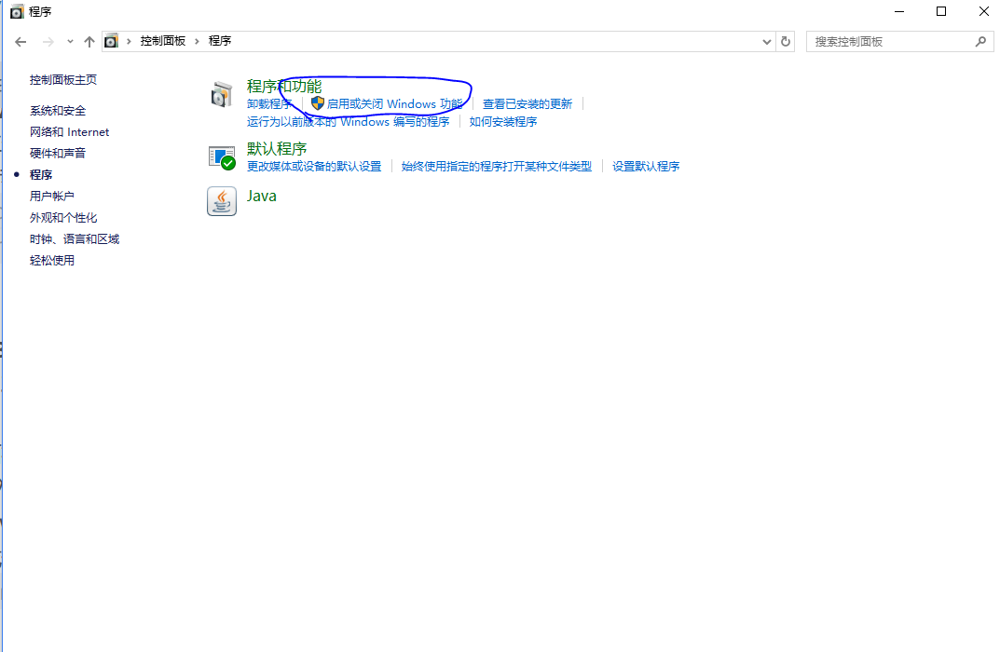 程序
控制面板 程序
搜索控制面板
控制面板主页
系统和安全
网络和 Internet
硬件和声音
程序
用户帐户
外观和个性化
时钟、语言和区域
轻松使用
程序和功能
卸载程序 启用或关闭 Windows 功能 查看已安装的更新
运行为以前版本的 Windows 编写的程序 如何安装程序
默认程序
更改媒体或设备的默认设置 始终使用指定的程序打开某种文件类型 设置默认程序
Java